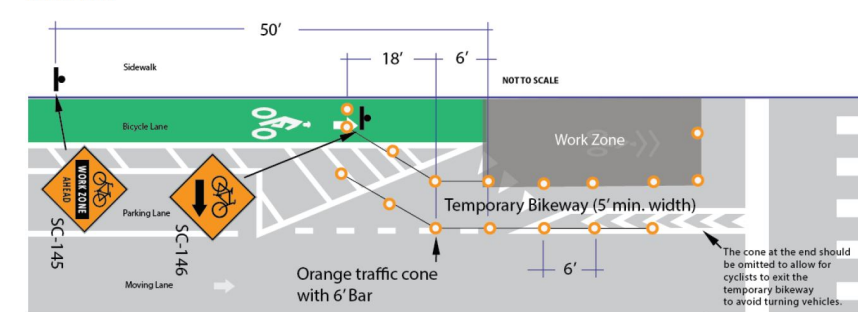 50'
18'
6'
Sidewalk
NOT TO SCALE
Bicycle Lane
Work Zone
WORK ZONE
AHEAD
SC-145
SC-146
Parking Lane
Temporary Bikeway (5' min. width)
Moving Lane
Orange traffic cone
with 6' Bar
6'
The cone at the end should
be omitted to allow for
cyclists to exit the
temporary bikeway
to avoid turning vehicles.